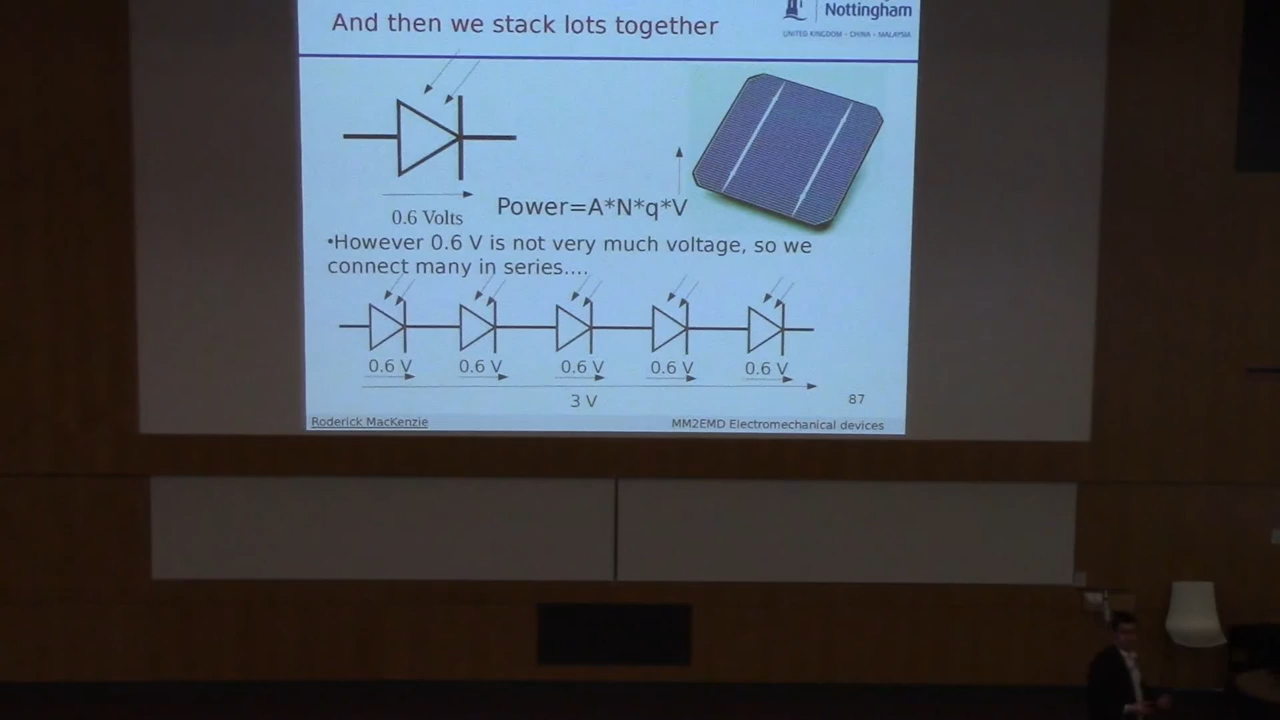 And then we stack lots together
Nottingham
UNITED KINGDOM · CHINA · MALAYSIA
0.6 Volts
Power=A*N*q*V
•However 0.6 V is not very much voltage, so we
connect many in series....
0.6 V 0.6 V 0.6 V 0.6 V 0.6 V
3 V
87
Roderick MacKenzie
MM2EMD Electromechanical devices